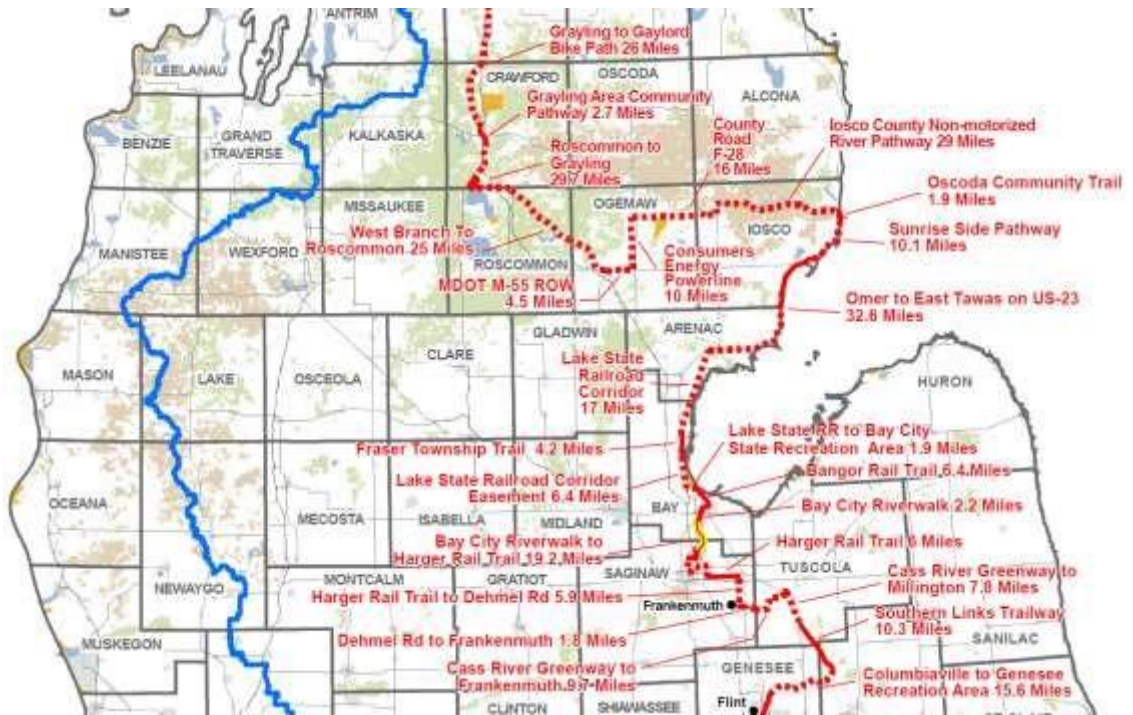 ANTRIM
Grayling to Gaylord
Bike Path 26 Miles
LEELANAU
CRAWFORD
OSCODA
ALCONA
Grayling Area Community
Pathway 2.7 Miles
BENZIE
GRAND
TRAVERSE
KALKASKA
County
Road
F-28
16 Miles
Iosco County Non-motorized
River Pathway 29 Miles
Roscommon to
Grayling
29.7 Miles
Oscoda Community Trail
1.9 Miles
MISSAUKEE
OGEMAW
IOSCO
Sunrise Side Pathway
10.1 Miles
West Branch To
Roscommon 25 Miles
MANISTEE
WEXFORD
ROSCOMMON
Consumers
Energy
Powerline
10 Miles
MDOT M-55 ROW
4.5 Miles
Omer to East Tawas on US-23
32.6 Miles
GLADWIN
ARENAC
CLARE
Lake State
Railroad
Corridor
17 Miles
MASON
LAKE
OSCEOLA
HURON
Fraser Township Trail 4.2 Miles
Lake State RR to Bay City
State Recreation Area 1.9 Miles
Bangor Rail Trail 6.4 Miles
Lake State Railroad Corridor
Easement 6.4 Miles
OCEANA
MECOSTA
ISABELLA
MIDLAND
BAY
Bay City Riverwalk 2.2 Miles
Bay City Riverwalk to
Harger Rail Trail 19.2 Miles
Harger Rail Trail 6 Miles
NEWAYGO
MONTCALM
GRATIOT
SAGINAW
TUSCOLA
Cass River Greenway to
Millington 7.8 Miles
Harger Rail Trail to Dehmel Rd 5.9 Miles
Frankenmuth
Southern Links Trailway
10.3 Miles
SANILAC
MUSKEGON
Dehmel Rd to Frankenmuth 1.8 Miles
Cass River Greenway to
Frankenmuth 9.7 Miles
GENESEE
Columbiaville to Genesee
Recreation Area 15.6 Miles
CLINTON
SHIAWASSEE
Flint